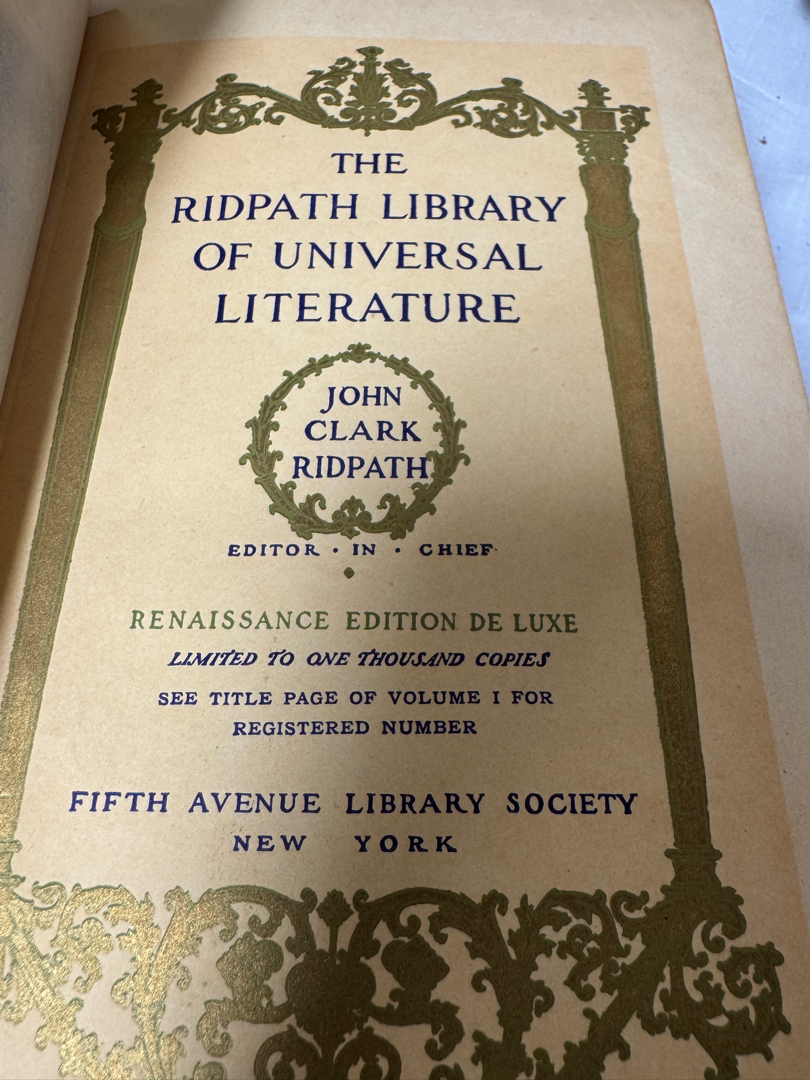 THE
RIDPATH LIBRARY
OF UNIVERSAL
LITERATURE
JOHN
CLARK
RIDPATH
EDITOR · IN · CHIEF
RENAISSANCE EDITION DE LUXE
LIMITED TO ONE THOUSAND COPIES
SEE TITLE PAGE OF VOLUME I FOR
REGISTERED NUMBER
FIFTH AVENUE LIBRARY SOCIETY
NEW YORK